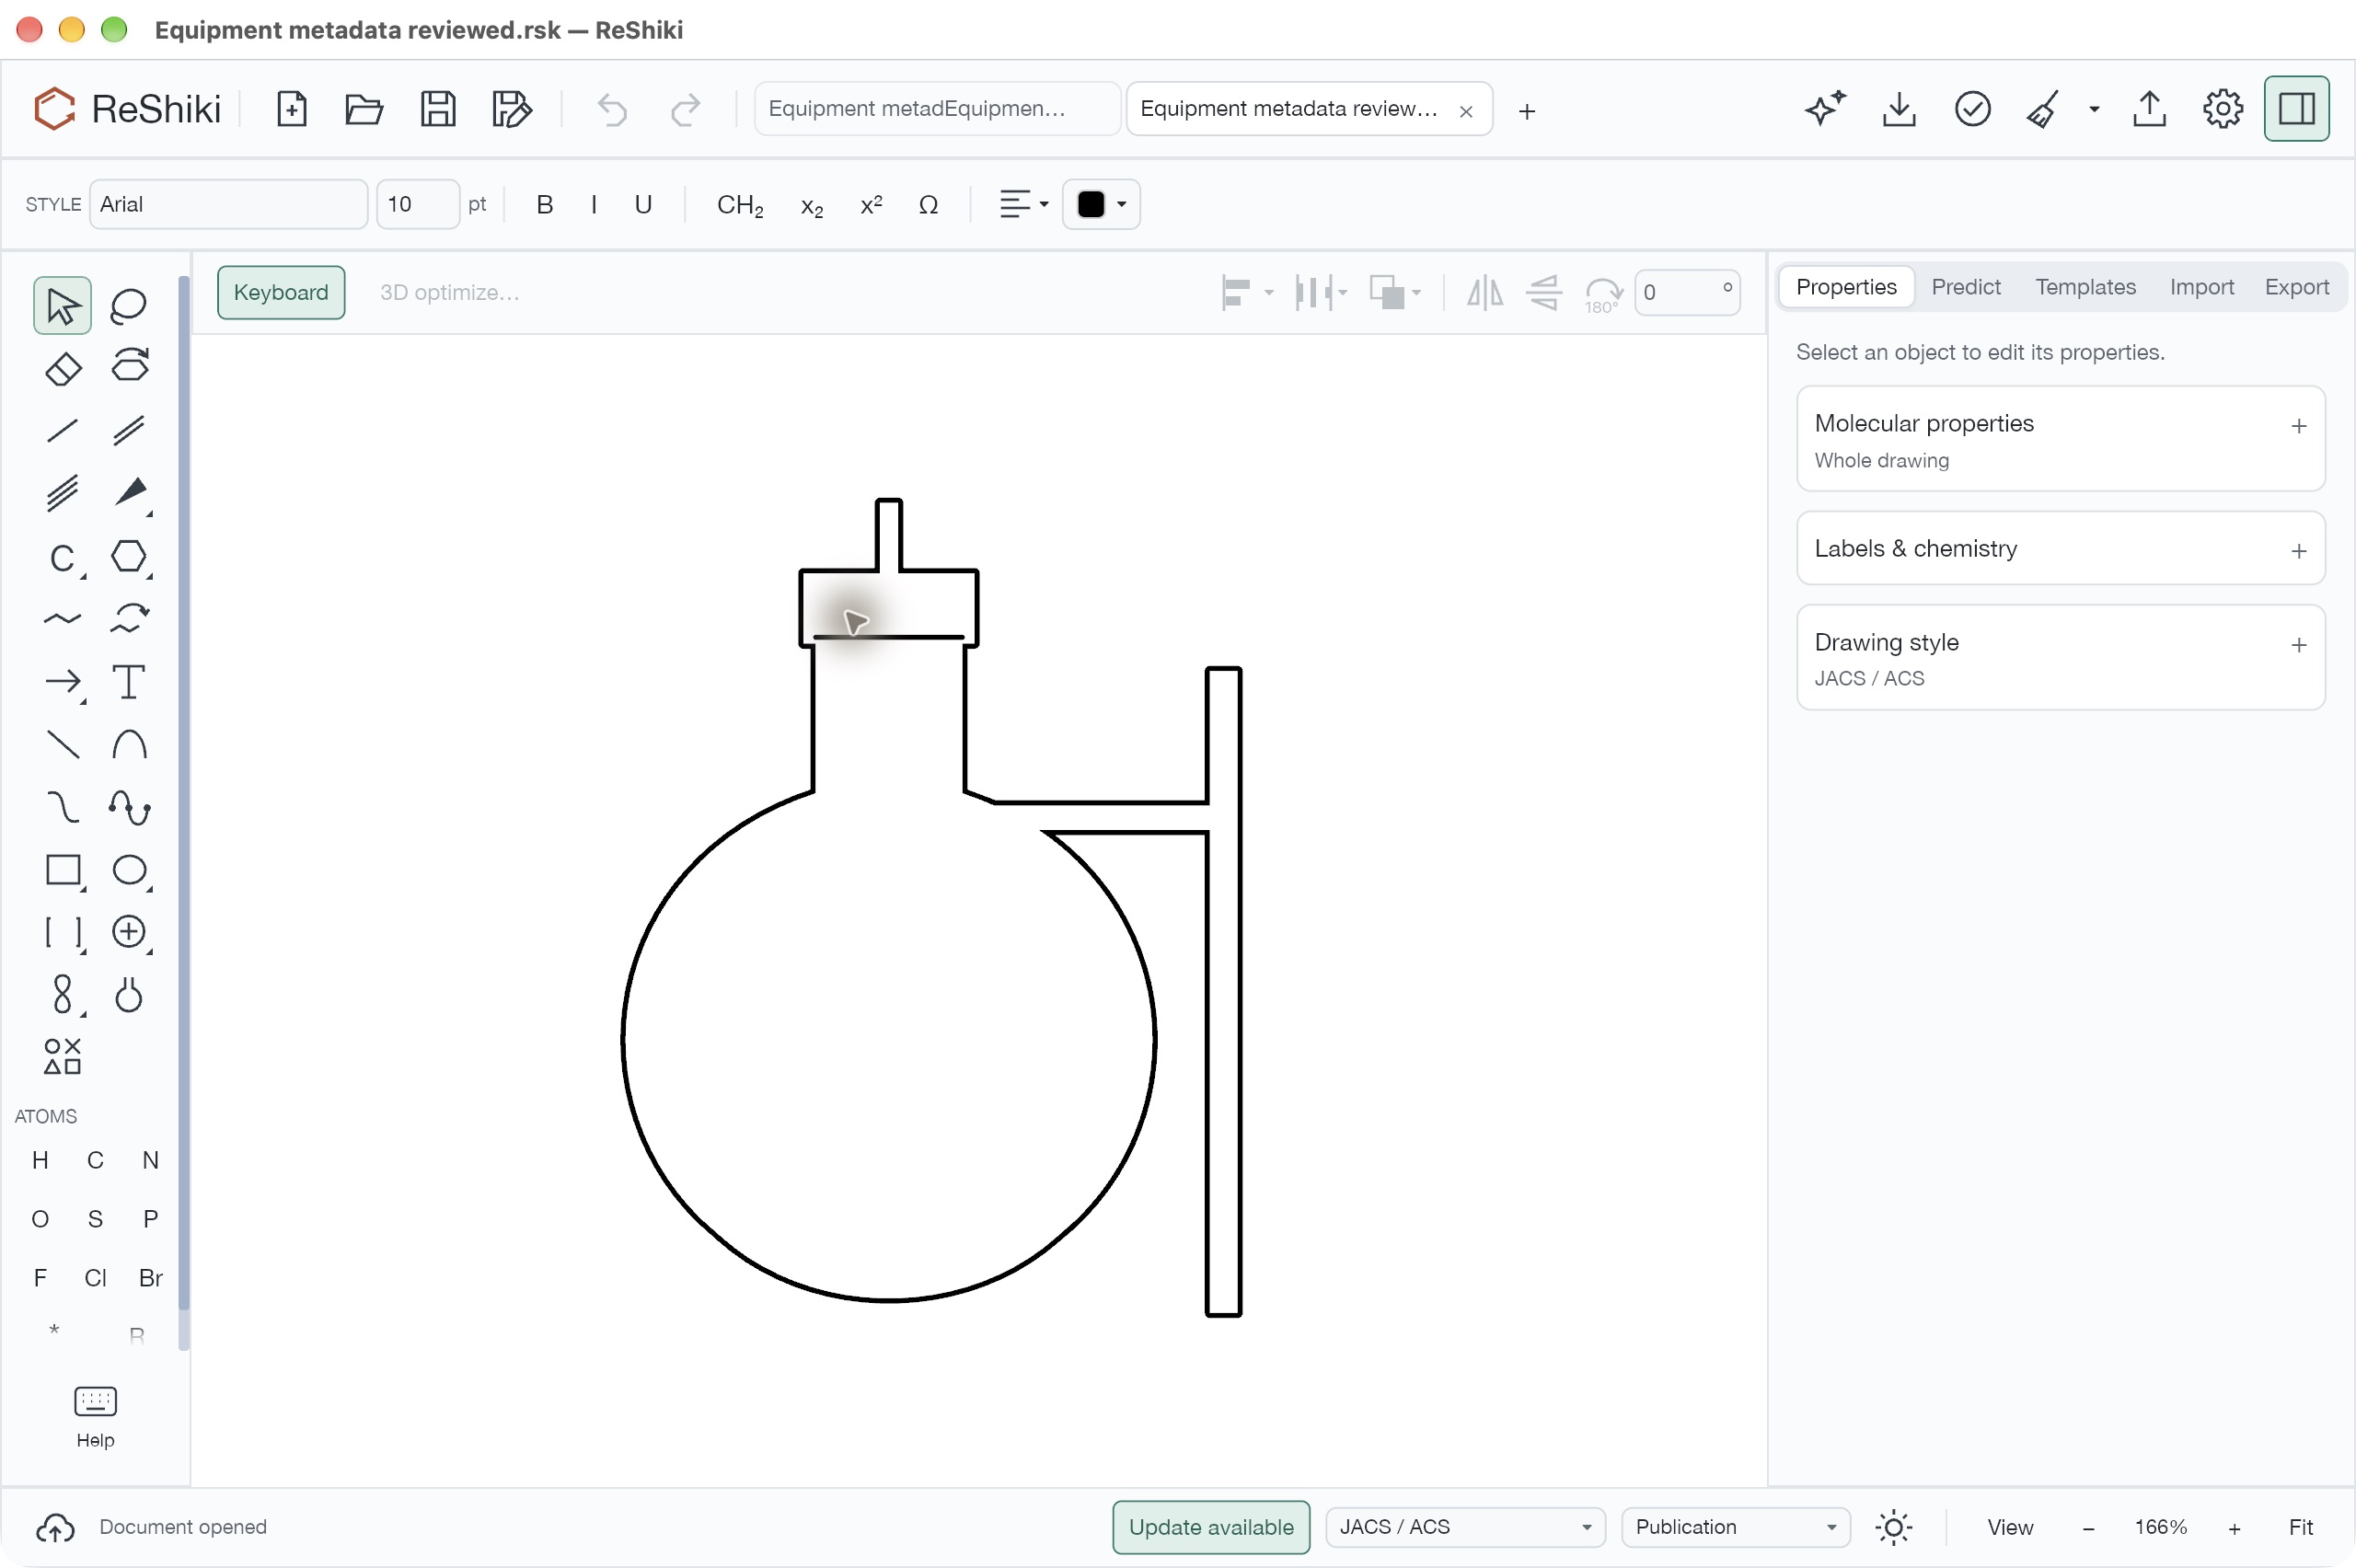 Equipment metadata reviewed.rsk — ReShiki
ReShiki
Equipment metadEquipmen...
Equipment metadata review...
STYLE Arial 10 pt B I U CH₂ x₂ x² Ω
Keyboard 3D optimize...
180° 0 °
Properties Predict Templates Import Export
Select an object to edit its properties.
Molecular properties +
Whole drawing
Labels & chemistry +
Drawing style +
JACS / ACS
C
T
ATOMS
H C N
O S P
F Cl Br
* R
Help
Document opened
Update available JACS / ACS Publication View – 166% + Fit